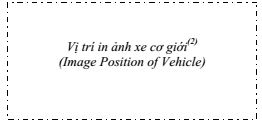 Vị trí in ảnh xe cơ giới(2)
(Image Position of Vehicle)